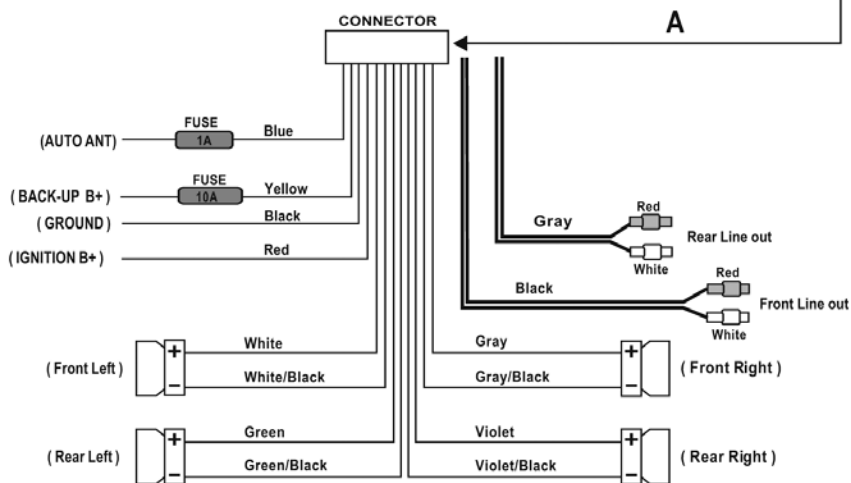 CONNECTOR
A
FUSE
(AUTO ANT)
1A
Blue
FUSE
( BACK-UP B+ )
10A
Yellow
( GROUND )
Black
( IGNITION B+ )
Red
Red
Gray
Rear Line out
White
Red
Black
Front Line out
White
White
Gray
+
+
( Front Left )
( Front Right )
White/Black
Gray/Black
−
−
Green
Violet
+
+
( Rear Left )
( Rear Right )
Green/Black
Violet/Black
−
−